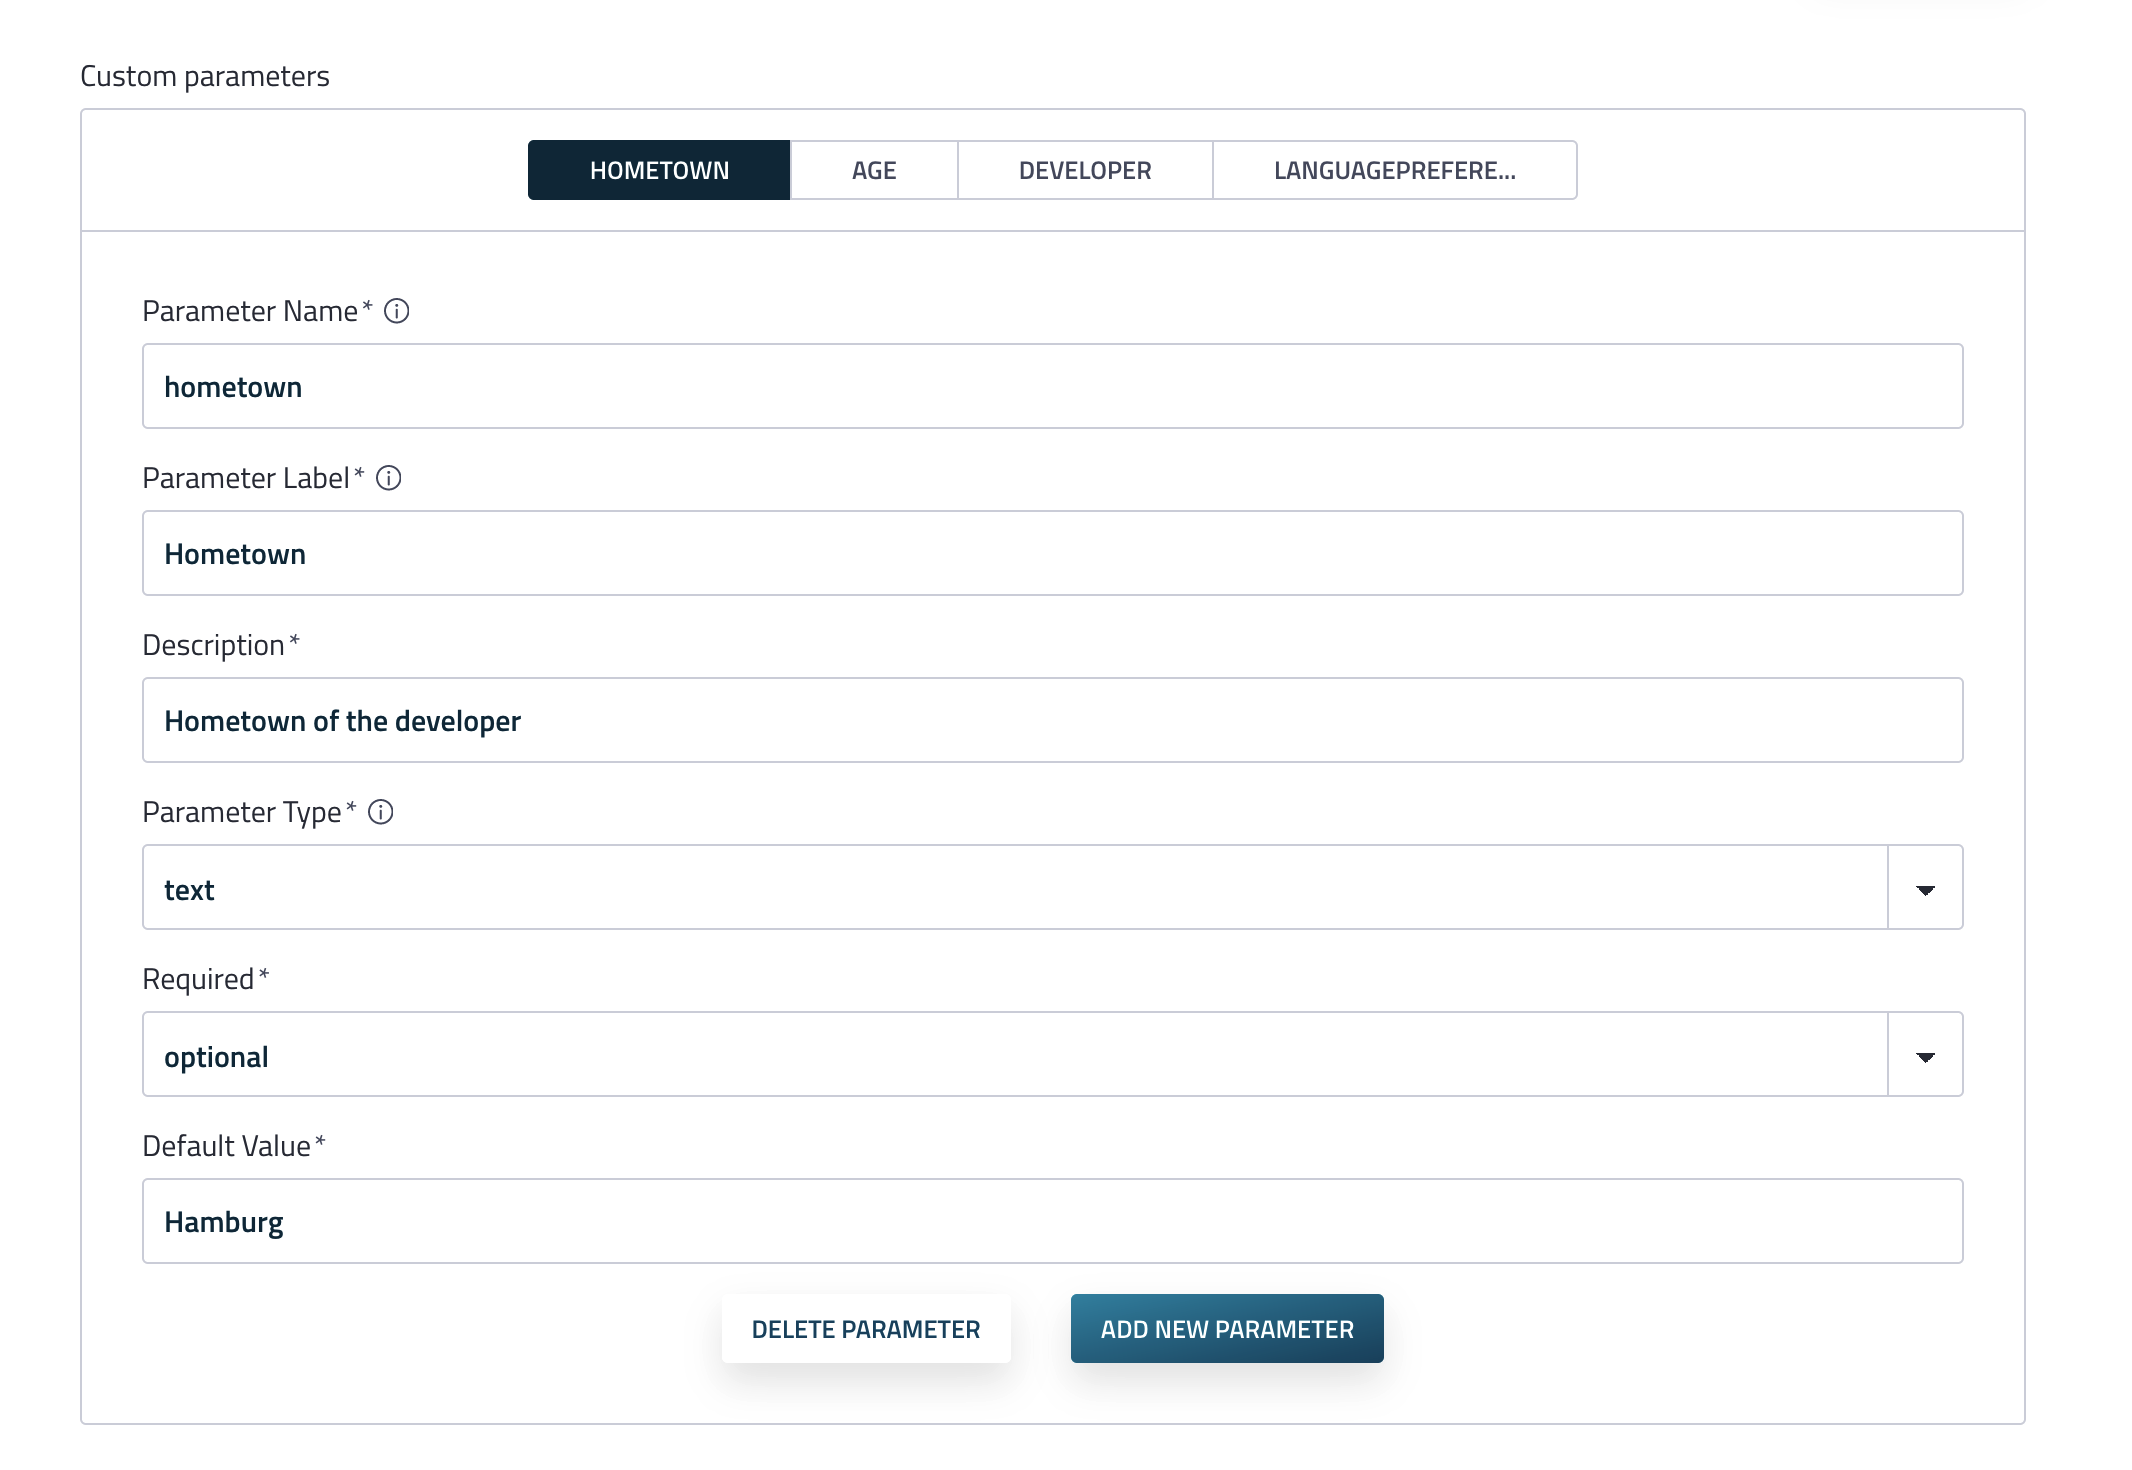 Custom parameters
HOMETOWN AGE DEVELOPER LANGUAGEPREFERE...
Parameter Name*
hometown
Parameter Label*
Hometown
Description*
Hometown of the developer
Parameter Type*
text
Required*
optional
Default Value*
Hamburg
DELETE PARAMETER ADD NEW PARAMETER